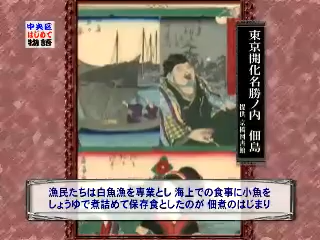 中央区
はじめて
物語
東京開化名勝ノ内 佃島
提供:京橋図書館
漁民たちは白魚漁を専業とし 海上での食事に小魚を
しょうゆで煮詰めて保存食としたのが 佃煮のはじまり